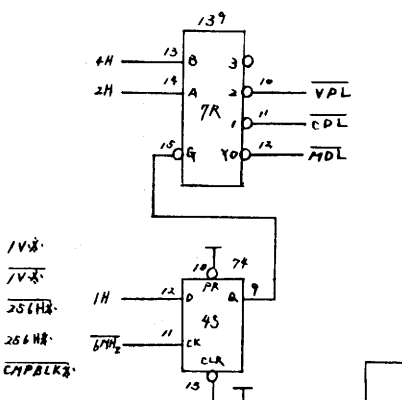 139
4H 13 B 3
2H 14 A 2 10 VPL
7R 1 11 CDL
15 G Y0 12 MDL
1V※.
1V※
256H※.
256H※.
CMPBLK※.
10 PR 74
1H 12 D Q 9
4S
6MHz 11 CK
CLR
13